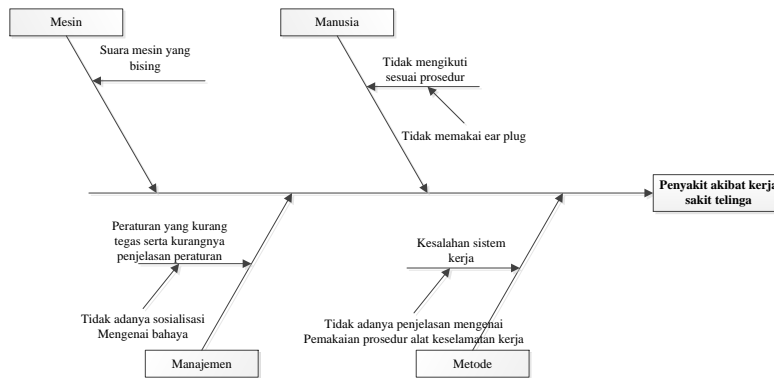 Mesin
Manusia
Suara mesin yang
bising
Tidak mengikuti
sesuai prosedur
Tidak memakai ear plug
Penyakit akibat kerja
sakit telinga
Peraturan yang kurang
tegas serta kurangnya
penjelasan peraturan
Kesalahan sistem
kerja
Tidak adanya sosialisasi
Mengenai bahaya
Tidak adanya penjelasan mengenai
Pemakaian prosedur alat keselamatan kerja
Manajemen
Metode